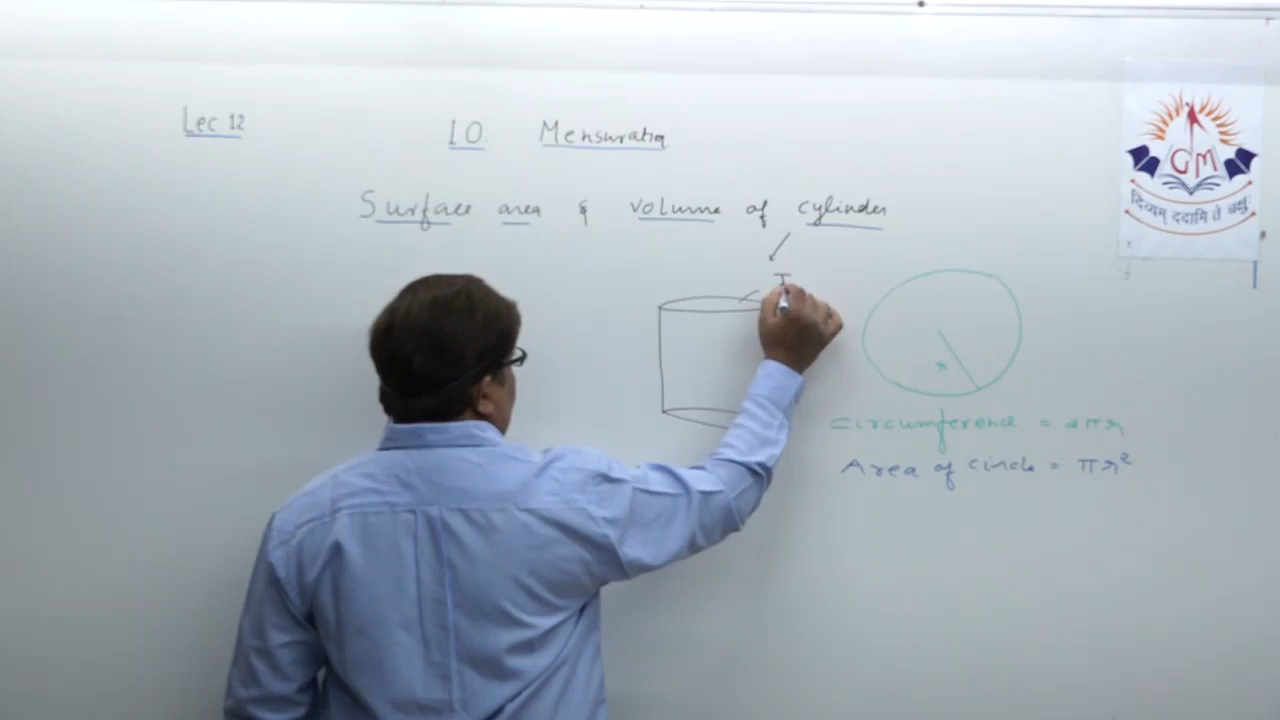 Lec 12
10 Mensuration
Surface area & volume of cylinder
T
r
Circumference = 2πr
Area of circle = πr²
GM
दिव्यम् ददामि ते चक्षुः